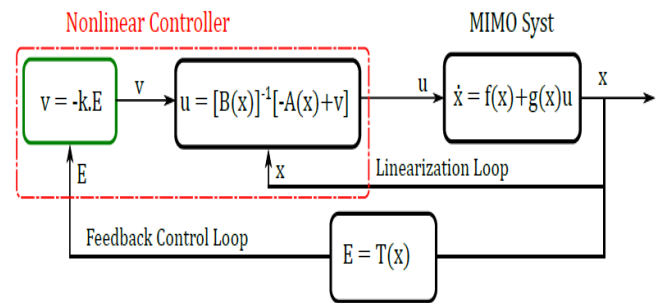 Nonlinear Controller
MIMO Syst
v = -k.E
v
u = [B(x)]⁻¹[-A(x)+v]
u
ẋ = f(x)+g(x)u
x
E
x
Linearization Loop
Feedback Control Loop
E = T(x)